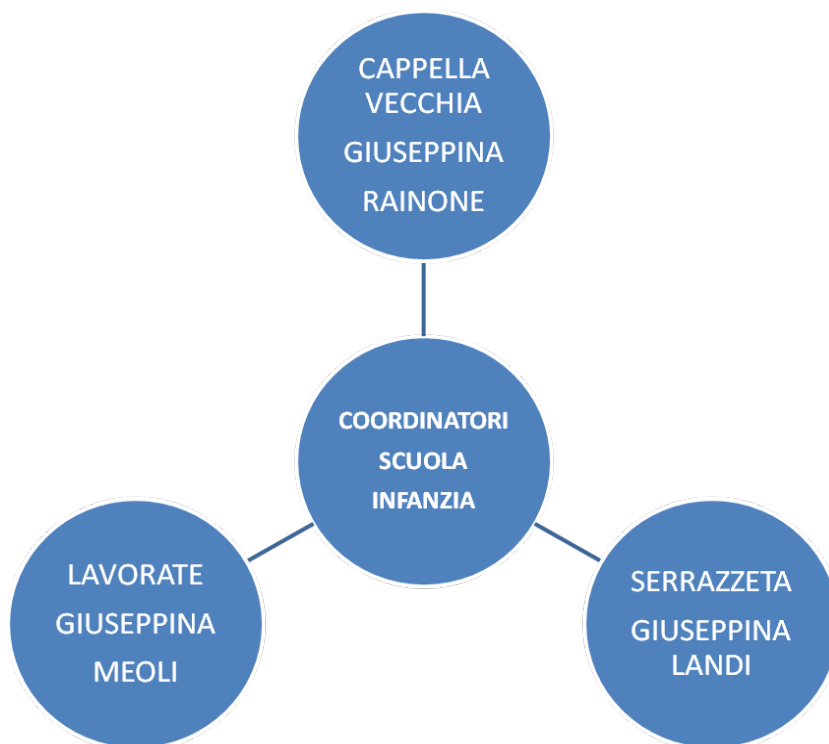 CAPPELLA
VECCHIA
GIUSEPPINA
RAINONE
COORDINATORI
SCUOLA
INFANZIA
LAVORATE
GIUSEPPINA
MEOLI
SERRAZZETA
GIUSEPPINA
LANDI